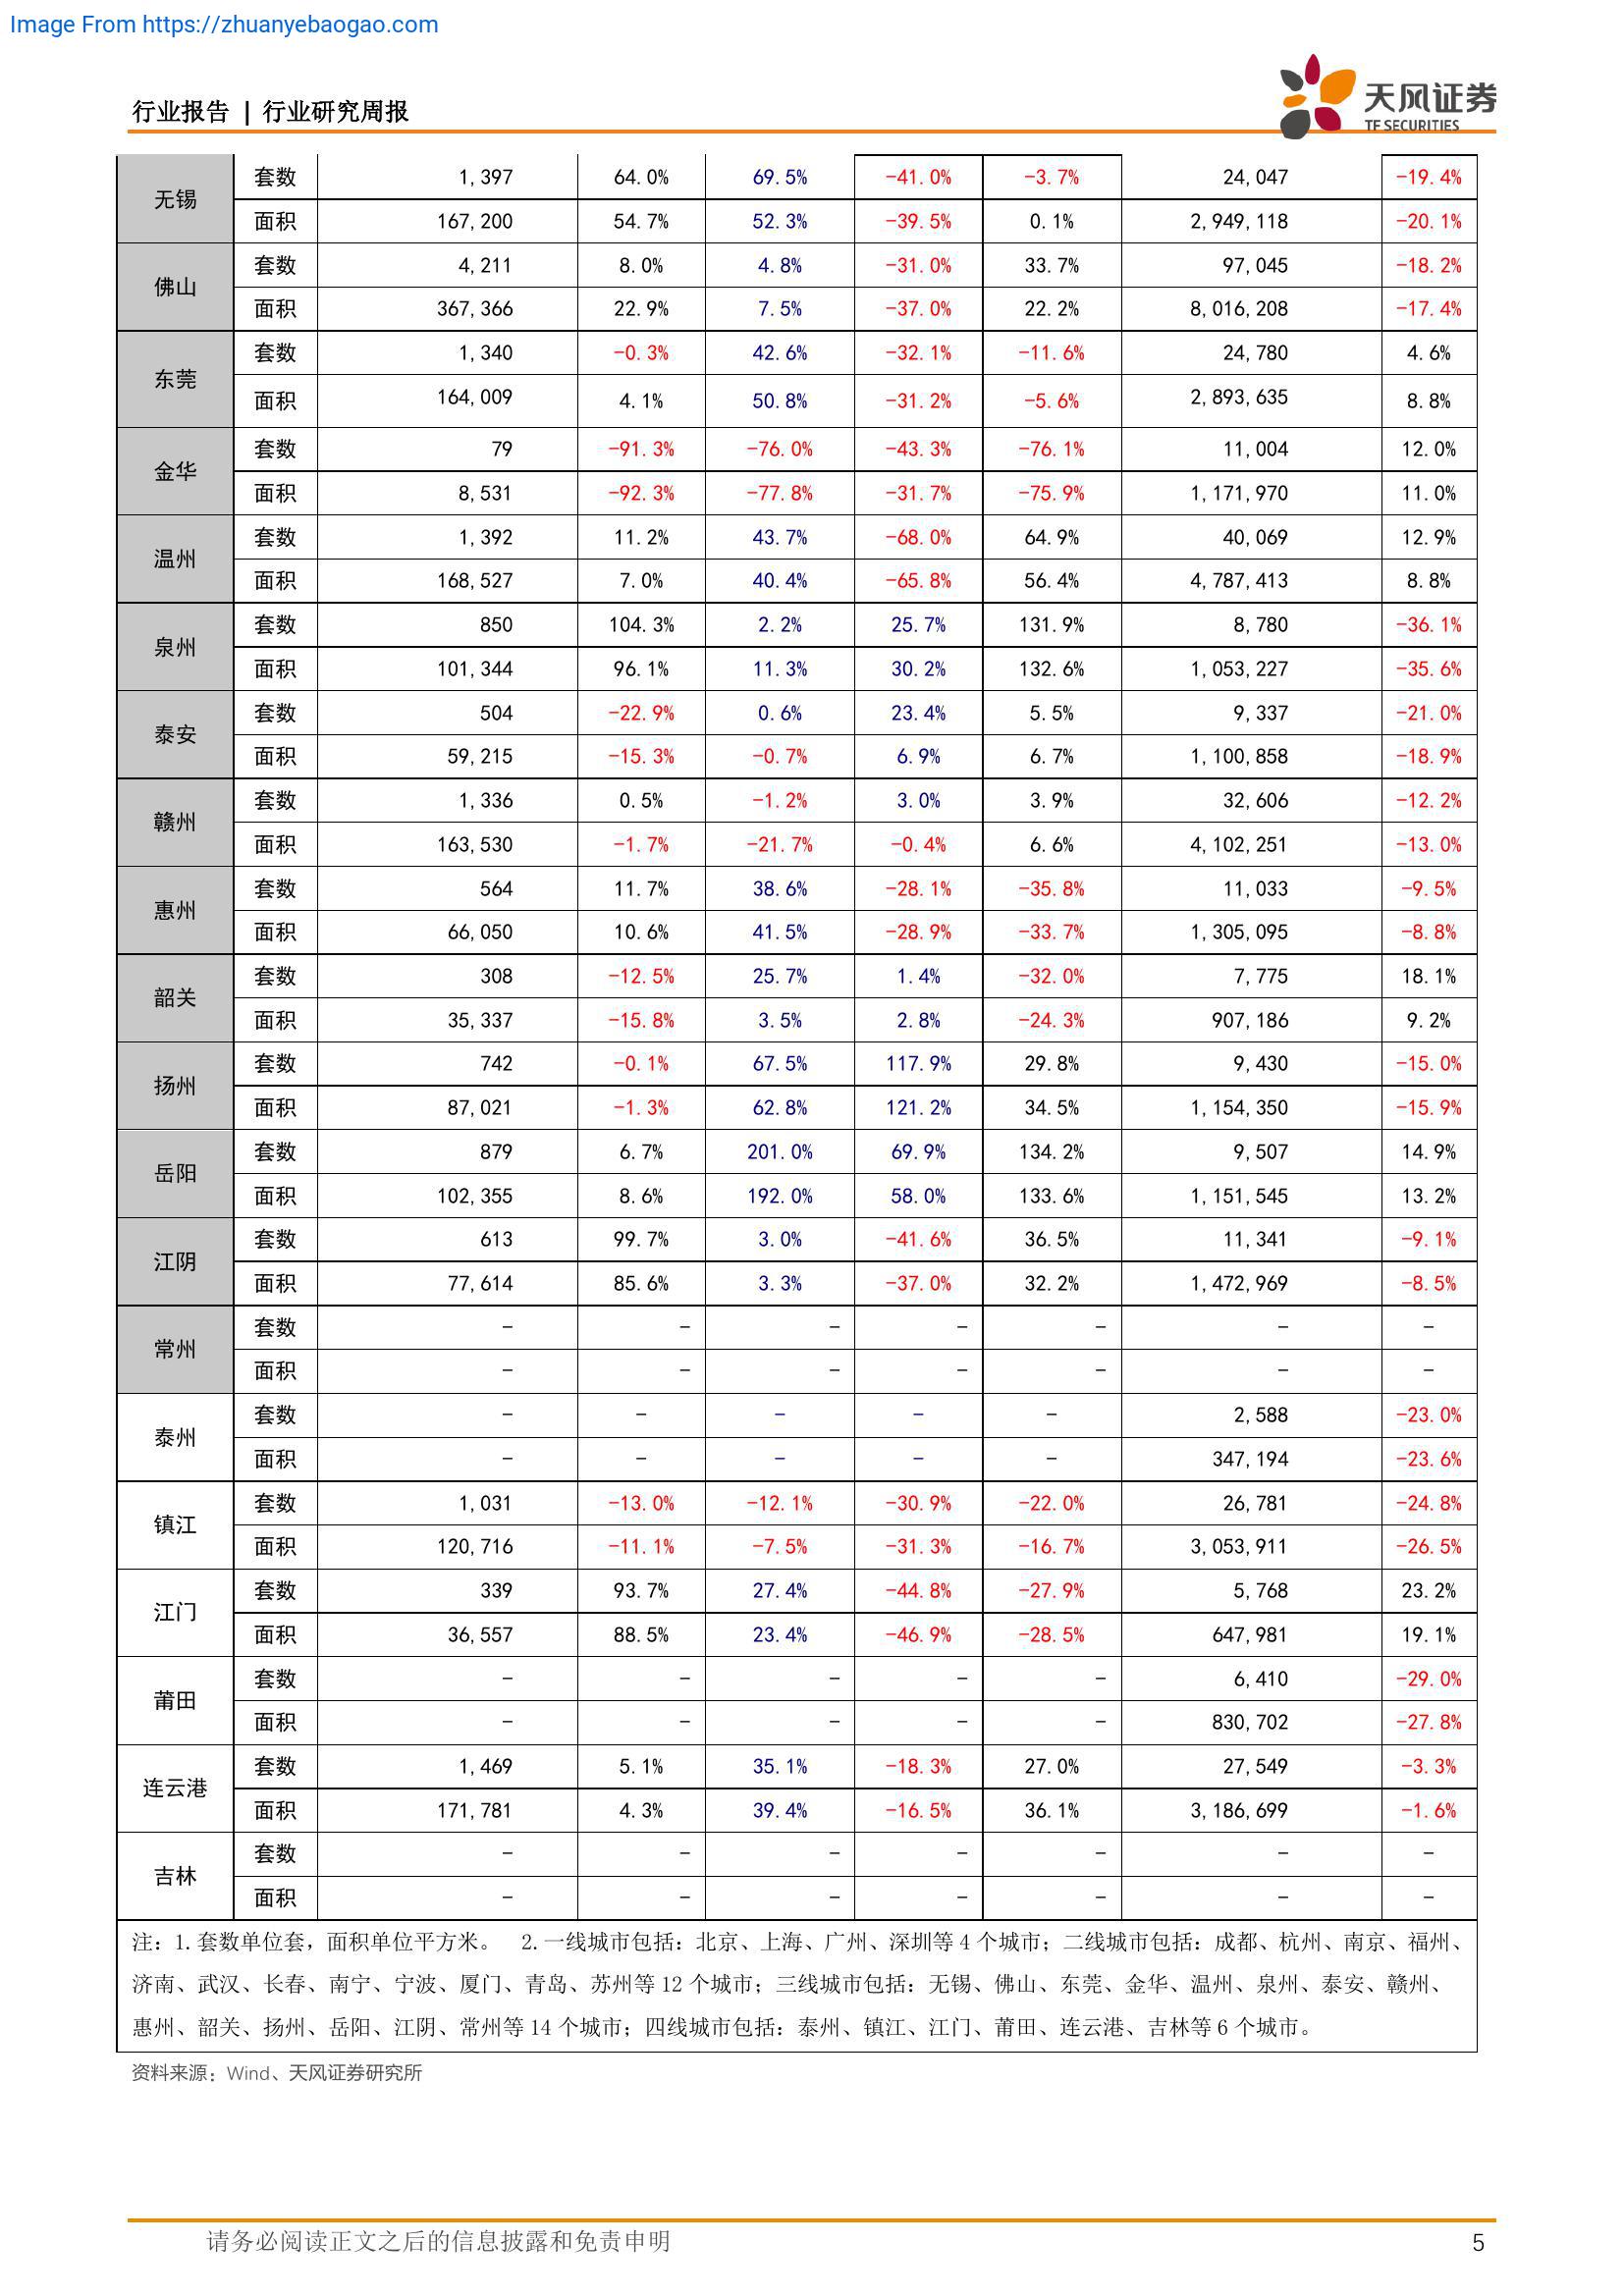 Image From https://zhuanyebaogao.com
行业报告 | 行业研究周报
天风证券
TF SECURITIES
无锡 套数 1,397 64.0% 69.5% -41.0% -3.7% 24,047 -19.4%
面积 167,200 54.7% 52.3% -39.5% 0.1% 2,949,118 -20.1%
佛山 套数 4,211 8.0% 4.8% -31.0% 33.7% 97,045 -18.2%
面积 367,366 22.9% 7.5% -37.0% 22.2% 8,016,208 -17.4%
东莞 套数 1,340 -0.3% 42.6% -32.1% -11.6% 24,780 4.6%
面积 164,009 4.1% 50.8% -31.2% -5.6% 2,893,635 8.8%
金华 套数 79 -91.3% -76.0% -43.3% -76.1% 11,004 12.0%
面积 8,531 -92.3% -77.8% -31.7% -75.9% 1,171,970 11.0%
温州 套数 1,392 11.2% 43.7% -68.0% 64.9% 40,069 12.9%
面积 168,527 7.0% 40.4% -65.8% 56.4% 4,787,413 8.8%
泉州 套数 850 104.3% 2.2% 25.7% 131.9% 8,780 -36.1%
面积 101,344 96.1% 11.3% 30.2% 132.6% 1,053,227 -35.6%
泰安 套数 504 -22.9% 0.6% 23.4% 5.5% 9,337 -21.0%
面积 59,215 -15.3% -0.7% 6.9% 6.7% 1,100,858 -18.9%
赣州 套数 1,336 0.5% -1.2% 3.0% 3.9% 32,606 -12.2%
面积 163,530 -1.7% -21.7% -0.4% 6.6% 4,102,251 -13.0%
惠州 套数 564 11.7% 38.6% -28.1% -35.8% 11,033 -9.5%
面积 66,050 10.6% 41.5% -28.9% -33.7% 1,305,095 -8.8%
韶关 套数 308 -12.5% 25.7% 1.4% -32.0% 7,775 18.1%
面积 35,337 -15.8% 3.5% 2.8% -24.3% 907,186 9.2%
扬州 套数 742 -0.1% 67.5% 117.9% 29.8% 9,430 -15.0%
面积 87,021 -1.3% 62.8% 121.2% 34.5% 1,154,350 -15.9%
岳阳 套数 879 6.7% 201.0% 69.9% 134.2% 9,507 14.9%
面积 102,355 8.6% 192.0% 58.0% 133.6% 1,151,545 13.2%
江阴 套数 613 99.7% 3.0% -41.6% 36.5% 11,341 -9.1%
面积 77,614 85.6% 3.3% -37.0% 32.2% 1,472,969 -8.5%
常州 套数 - - - - - - -
面积 - - - - - - -
泰州 套数 - - - - - 2,588 -23.0%
面积 - - - - - 347,194 -23.6%
镇江 套数 1,031 -13.0% -12.1% -30.9% -22.0% 26,781 -24.8%
面积 120,716 -11.1% -7.5% -31.3% -16.7% 3,053,911 -26.5%
江门 套数 339 93.7% 27.4% -44.8% -27.9% 5,768 23.2%
面积 36,557 88.5% 23.4% -46.9% -28.5% 647,981 19.1%
莆田 套数 - - - - - 6,410 -29.0%
面积 - - - - - 830,702 -27.8%
连云港 套数 1,469 5.1% 35.1% -18.3% 27.0% 27,549 -3.3%
面积 171,781 4.3% 39.4% -16.5% 36.1% 3,186,699 -1.6%
吉林 套数 - - - - - - -
面积 - - - - - - -
注：1.套数单位套，面积单位平方米。 2.一线城市包括：北京、上海、广州、深圳等 4 个城市；二线城市包括：成都、杭州、南京、福州、
济南、武汉、长春、南宁、宁波、厦门、青岛、苏州等 12 个城市；三线城市包括：无锡、佛山、东莞、金华、温州、泉州、泰安、赣州、
惠州、韶关、扬州、岳阳、江阴、常州等 14 个城市；四线城市包括：泰州、镇江、江门、莆田、连云港、吉林等 6 个城市。
资料来源：Wind、天风证券研究所
请务必阅读正文之后的信息披露和免责申明 5